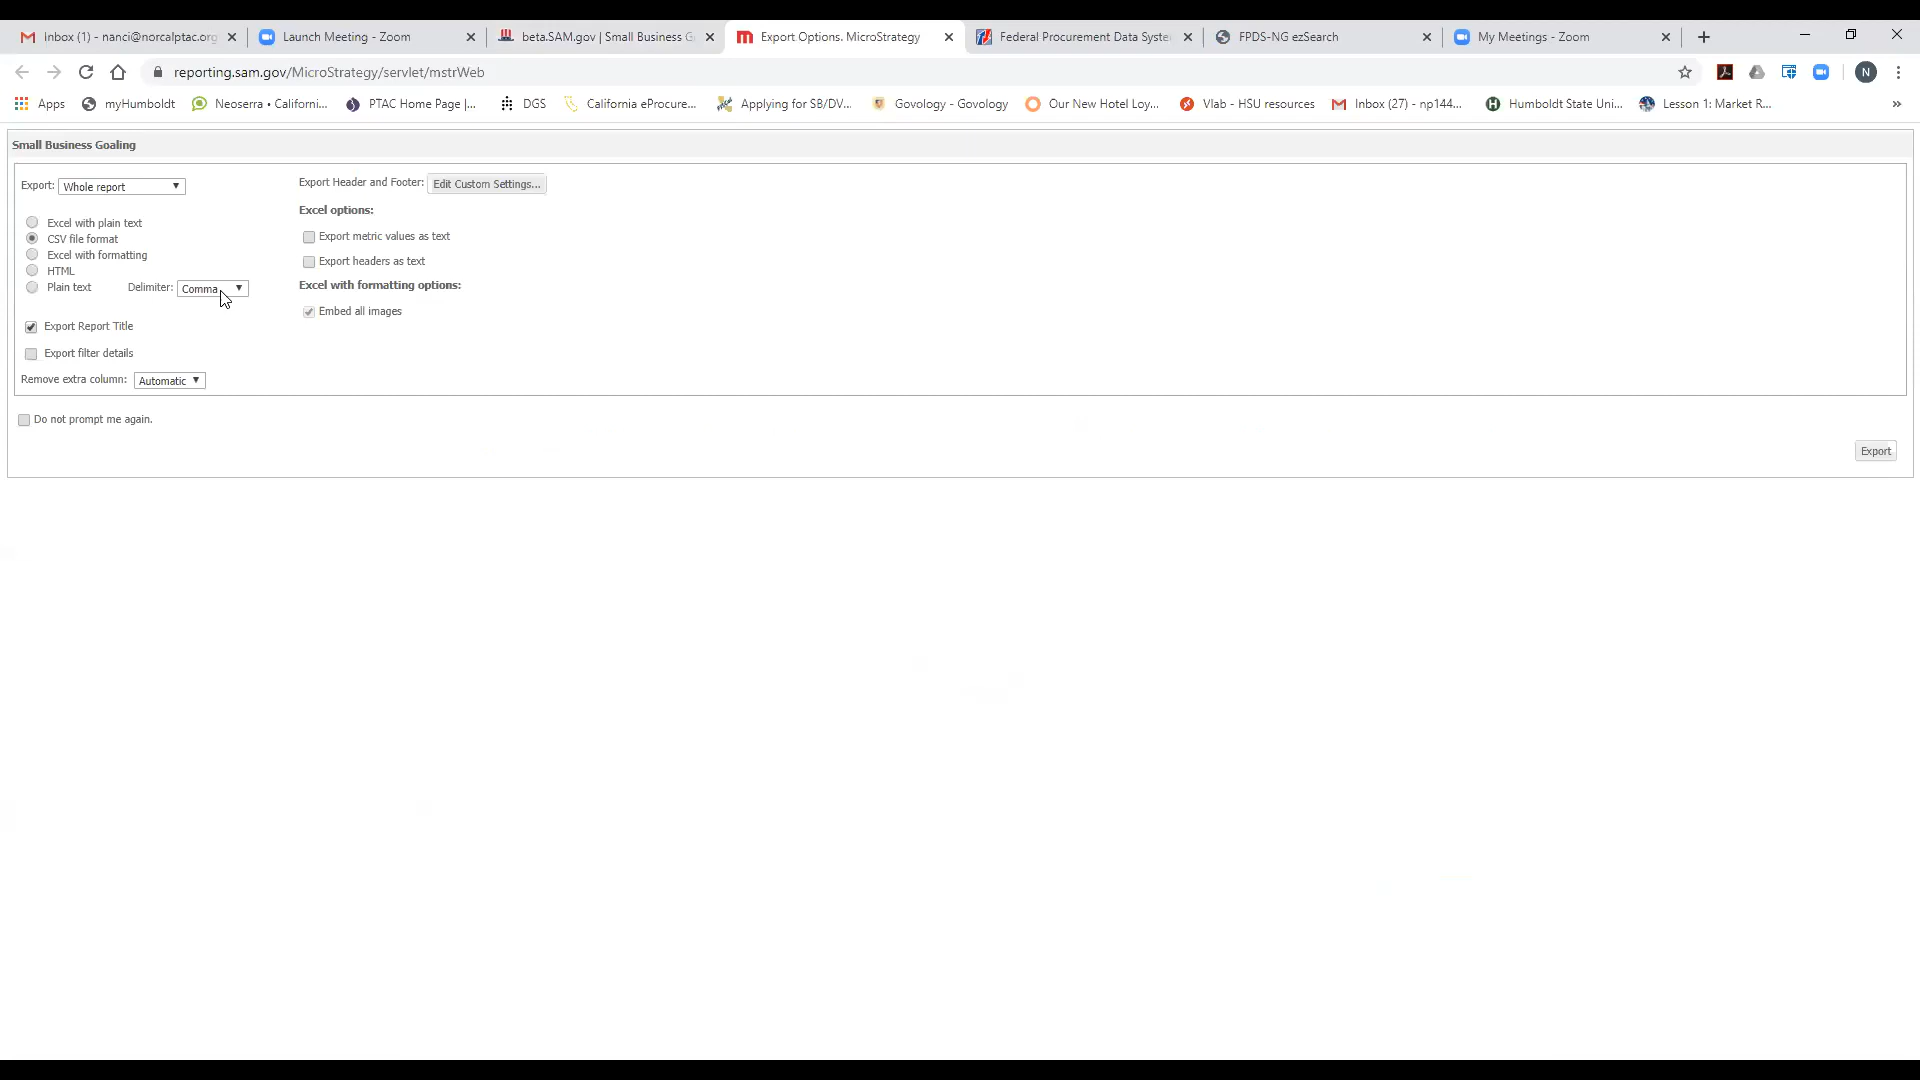 Inbox (1) - nanci@norcalptac.org
Launch Meeting - Zoom
beta.SAM.gov | Small Business G
Export Options. MicroStrategy
Federal Procurement Data Syste
FPDS-NG ezSearch
My Meetings - Zoom
reporting.sam.gov/MicroStrategy/servlet/mstrWeb
N
Apps
myHumboldt
Neoserra • Californi...
PTAC Home Page |...
DGS
California eProcure...
Applying for SB/DV...
Govology - Govology
Our New Hotel Loy...
Vlab - HSU resources
Inbox (27) - np144...
Humboldt State Uni...
Lesson 1: Market R...
Small Business Goaling
Export: Whole report
Excel with plain text
CSV file format
Excel with formatting
HTML
Plain text Delimiter: Comma
Export Report Title
Export filter details
Remove extra column: Automatic
Export Header and Footer: Edit Custom Settings...
Excel options:
Export metric values as text
Export headers as text
Excel with formatting options:
Embed all images
Do not prompt me again.
Export